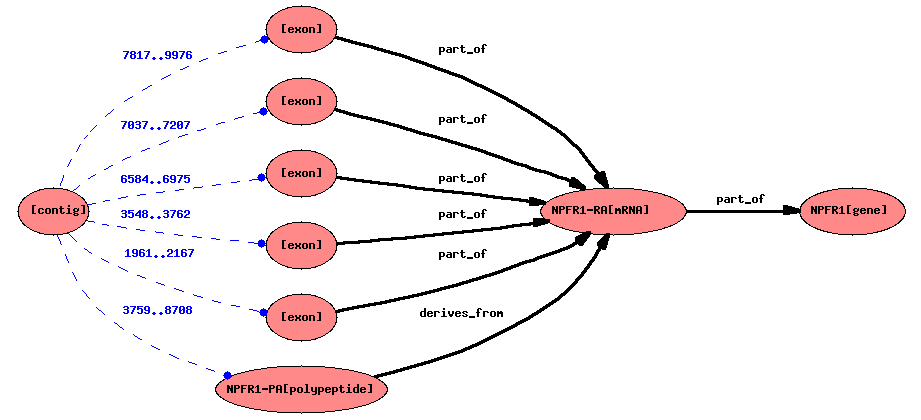 [exon]
7817..9976
part_of
[exon]
7037..7207
part_of
[exon]
6584..6975
part_of
[contig]
NPFR1-RA[mRNA]
part_of
NPFR1[gene]
3548..3762
part_of
[exon]
1961..2167
part_of
[exon]
3759..8708
derives_from
NPFR1-PA[polypeptide]